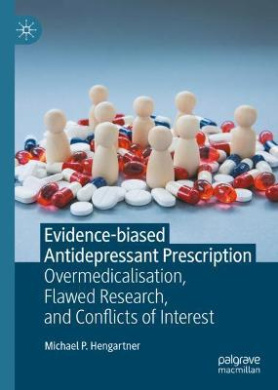 Evidence-biased
Antidepressant Prescription
Overmedicalisation,
Flawed Research,
and Conflicts of Interest
Michael P. Hengartner
palgrave
macmillan